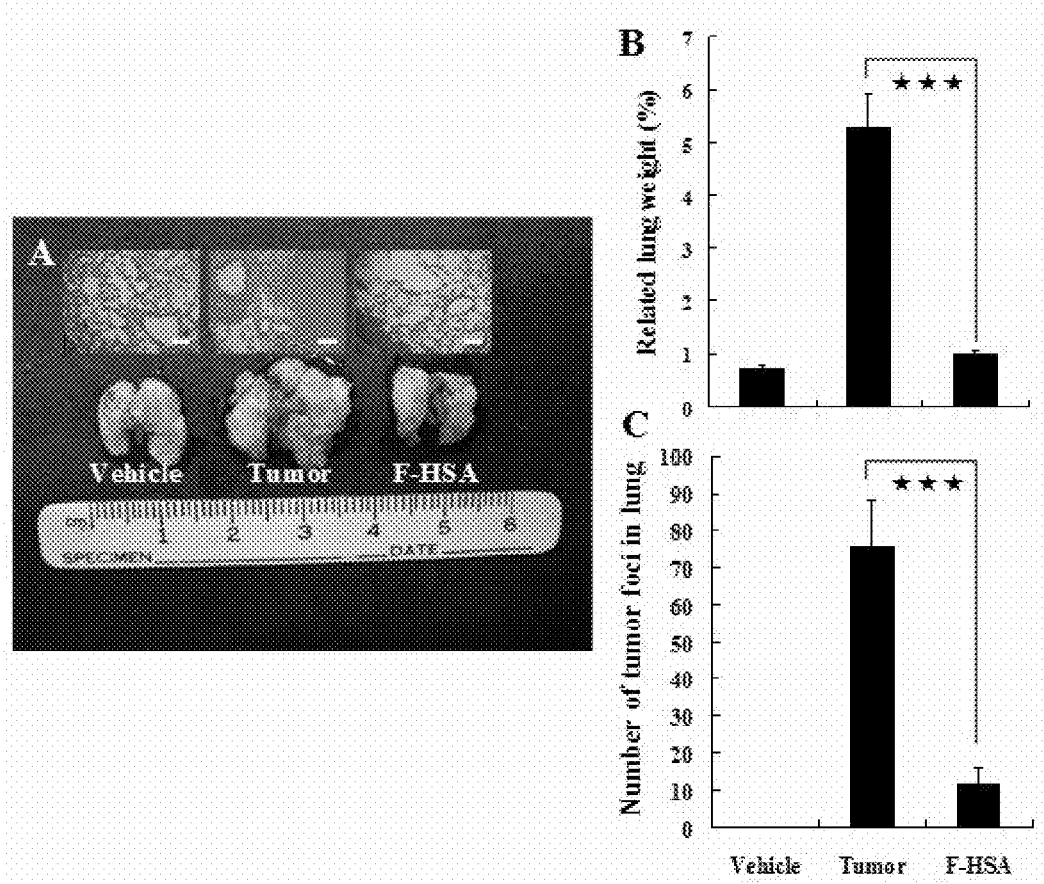 A
Vehicle
Tumor
F-HSA
1
2
3
4
5
6
SPECIMEN
DATE
B
Related lung weight (%)
7
6
5
4
3
2
1
0
★★★
C
Number of tumor foci in lung
100
90
80
70
60
50
40
30
20
10
0
★★★
Vehicle
Tumor
F-HSA